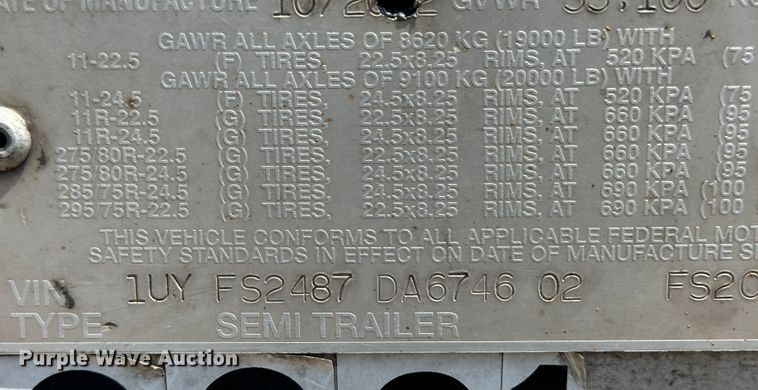 DATE OF MANUFACTURE 10/2012 GVWR 35,100 KG
GAWR ALL AXLES OF 8620 KG (19000 LB) WITH
11-22.5 (F) TIRES, 22.5x8.25 RIMS, AT 520 KPA (75
GAWR ALL AXLES OF 9100 KG (20000 LB) WITH
11-24.5 (F) TIRES, 24.5x8.25 RIMS, AT 520 KPA (75
11R-22.5 (G) TIRES, 22.5x8.25 RIMS, AT 660 KPA (95
11R-24.5 (G) TIRES, 24.5x8.25 RIMS, AT 660 KPA (95
275/80R-22.5 (G) TIRES, 22.5x8.25 RIMS, AT 660 KPA (95
275/80R-24.5 (G) TIRES, 24.5x8.25 RIMS, AT 660 KPA (95
285/75R-24.5 (G) TIRES, 24.5x8.25 RIMS, AT 690 KPA (100
295/75R-22.5 (G) TIRES, 22.5x8.25 RIMS, AT 690 KPA (100
THIS VEHICLE CONFORMS TO ALL APPLICABLE FEDERAL MOT
SAFETY STANDARDS IN EFFECT ON DATE OF MANUFACTURE S
VIN 1UY FS2487 DA6746 02 FS2C
TYPE SEMI TRAILER
Purple Wave Auction